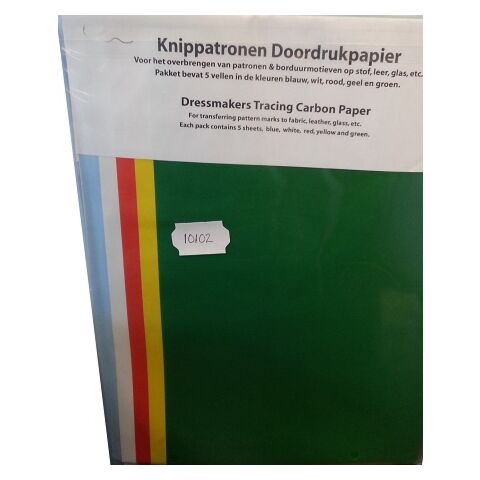 Knippatronen Doordrukpapier
Voor het overbrengen van patronen & borduurmotieven op stof, leer, glas, etc.
Pakket bevat 5 vellen in de kleuren blauw, wit, rood, geel en groen.
Dressmakers Tracing Carbon Paper
For transferring pattern marks to fabric, leather, glass, etc.
Each pack contains 5 sheets, blue, white, red, yellow and green.
10102